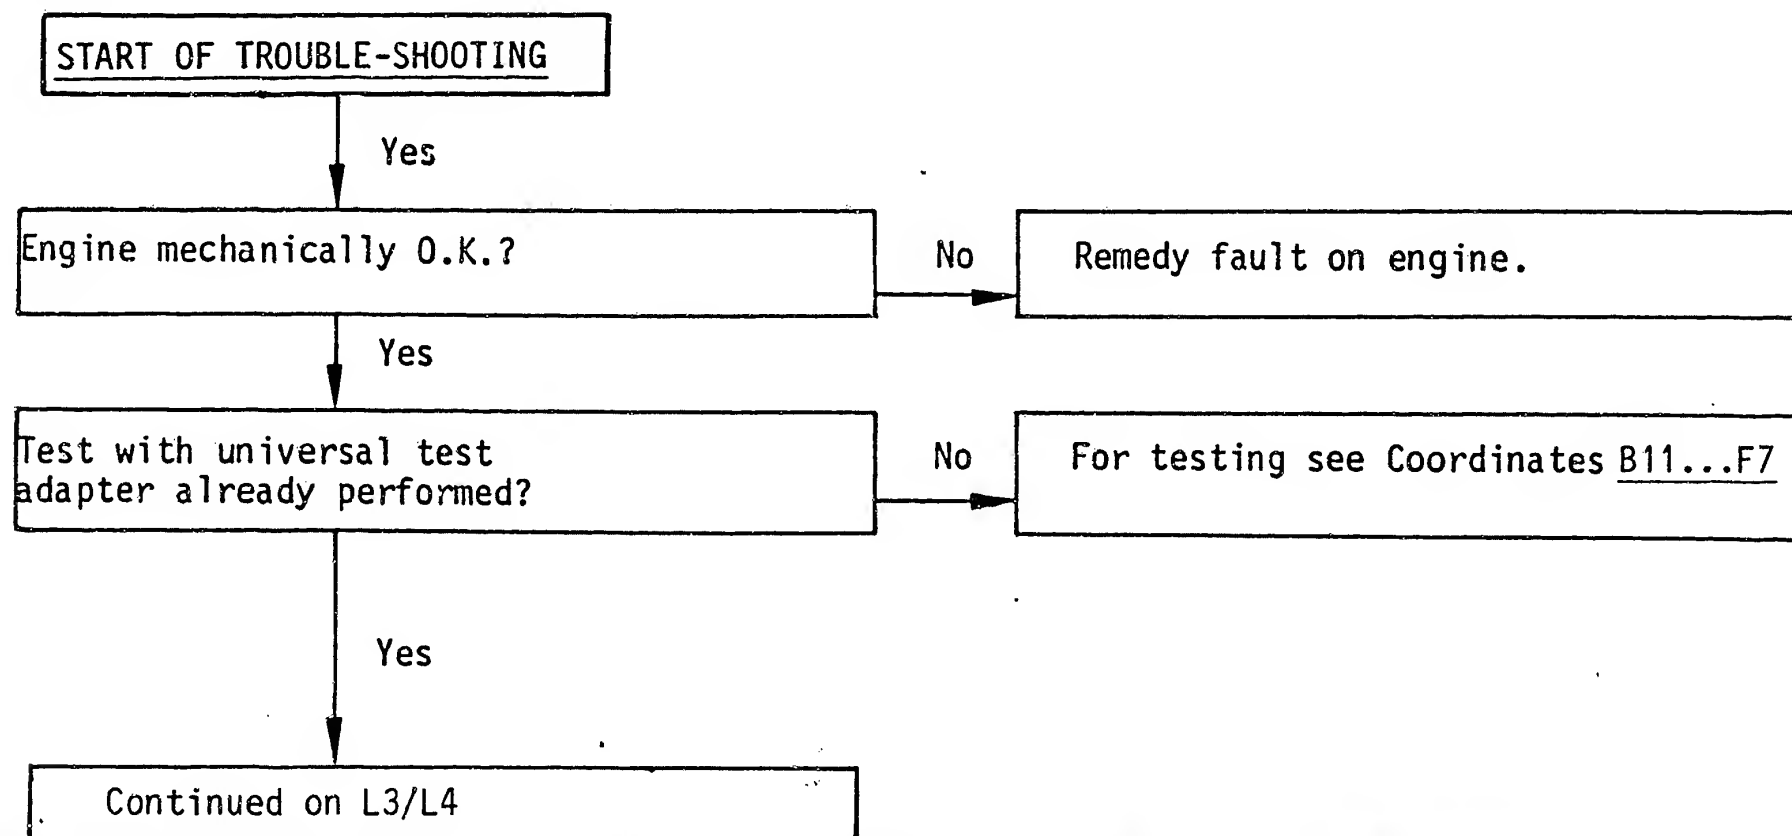 START OF TROUBLE-SHOOTING
Yes
Engine mechanically O.K.?
No
Remedy fault on engine.
Yes
Test with universal test
adapter already performed?
No
For testing see Coordinates B11...F7
Yes
Continued on L3/L4